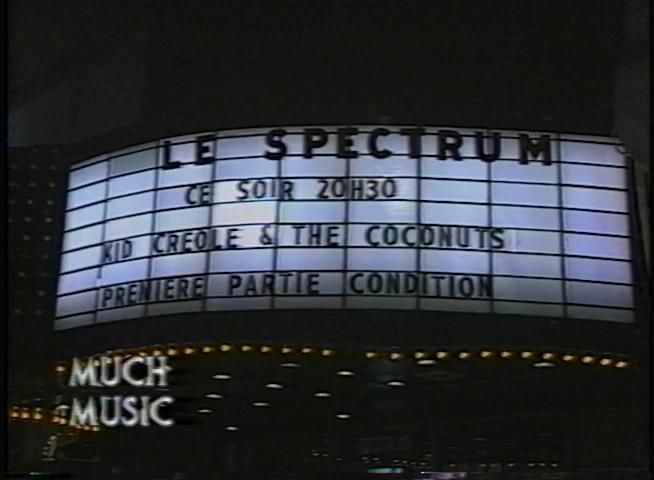 LE SPECTRUM
CE SOIR 20H30
KID CREOLE & THE COCONUTS
PREMIERE PARTIE CONDITION
MUCH
MUSIC